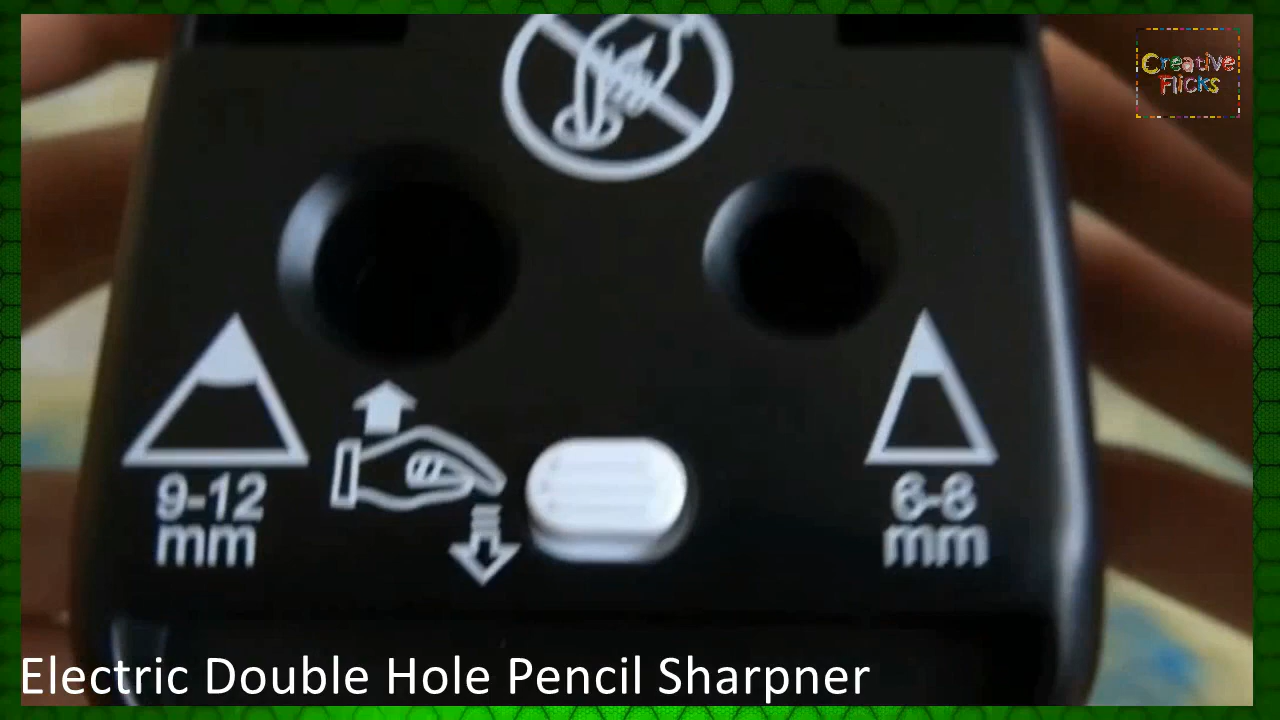 Creative
Flicks
9-12
mm
6-8
mm
Electric Double Hole Pencil Sharpner